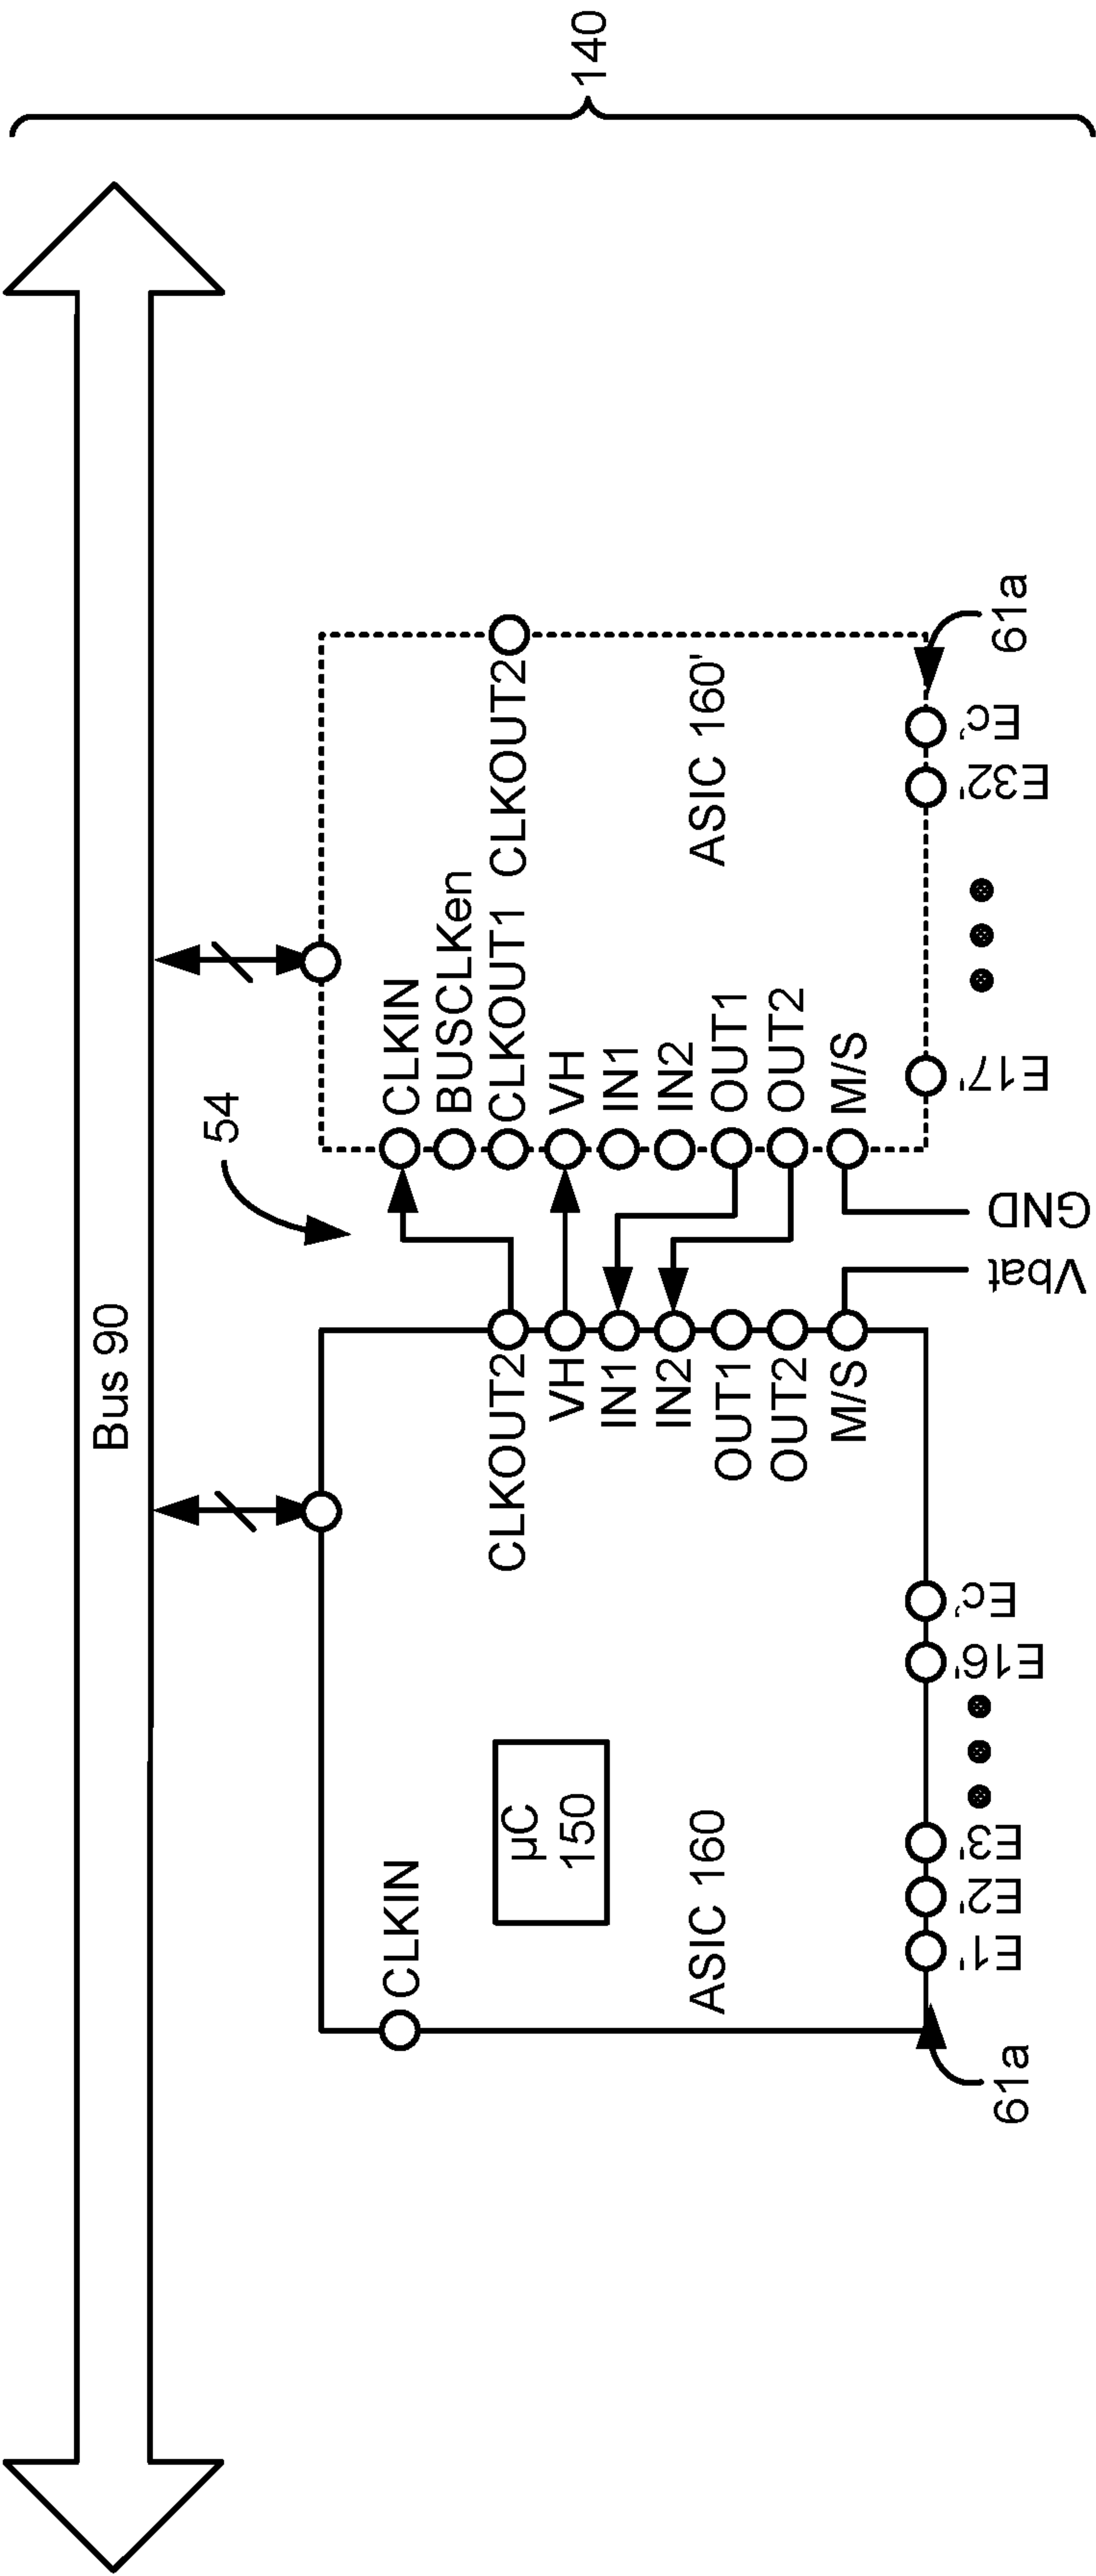 140
Bus 90
54
CLKIN
CLKOUT2
VH
IN1
IN2
OUT1
OUT2
M/S
µC
150
ASIC 160
CLKIN
BUSCLKen
CLKOUT1 CLKOUT2
VH
IN1
IN2
OUT1
OUT2
M/S
ASIC 160'
61a
E1'
E2'
E3'
E16'
Ec'
Vbat
GND
E17'
E32'
Ec'
61a